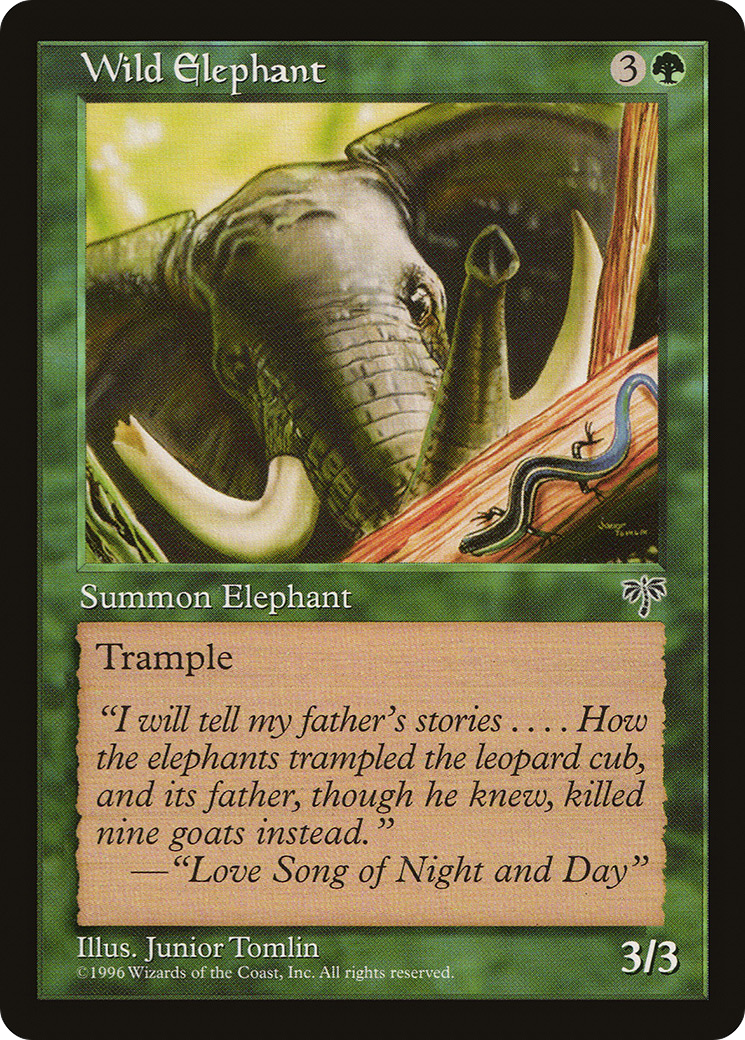 Wild Elephant
3
Junior
Tomlin
Summon Elephant
Trample
“I will tell my father’s stories . . . . How
the elephants trampled the leopard cub,
and its father, though he knew, killed
nine goats instead.”
—“Love Song of Night and Day”
Illus. Junior Tomlin
©1996 Wizards of the Coast, Inc. All rights reserved.
3/3